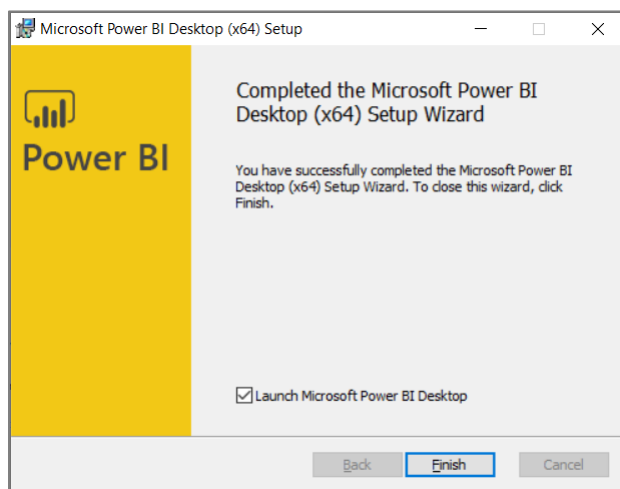 Microsoft Power BI Desktop (x64) Setup
Power BI
Completed the Microsoft Power BI
Desktop (x64) Setup Wizard
You have successfully completed the Microsoft Power BI
Desktop (x64) Setup Wizard. To close this wizard, click
Finish.
Launch Microsoft Power BI Desktop
Back Finish Cancel